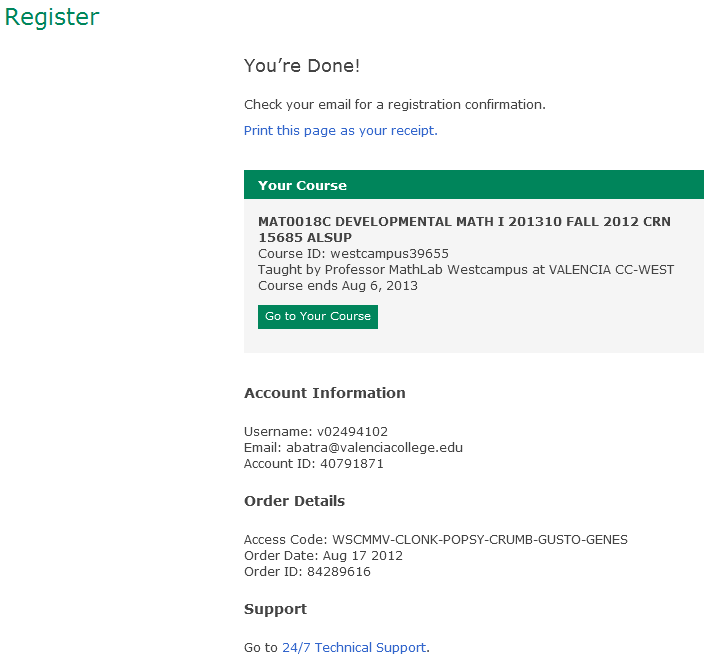 Register
You're Done!
Check your email for a registration confirmation.
Print this page as your receipt.
Your Course
MAT0018C DEVELOPMENTAL MATH I 201310 FALL 2012 CRN
15685 ALSUP
Course ID: westcampus39655
Taught by Professor MathLab Westcampus at VALENCIA CC-WEST
Course ends Aug 6, 2013
Go to Your Course
Account Information
Username: v02494102
Email: abatra@valenciacollege.edu
Account ID: 40791871
Order Details
Access Code: WSCMMV-CLONK-POPSY-CRUMB-GUSTO-GENES
Order Date: Aug 17 2012
Order ID: 84289616
Support
Go to 24/7 Technical Support.